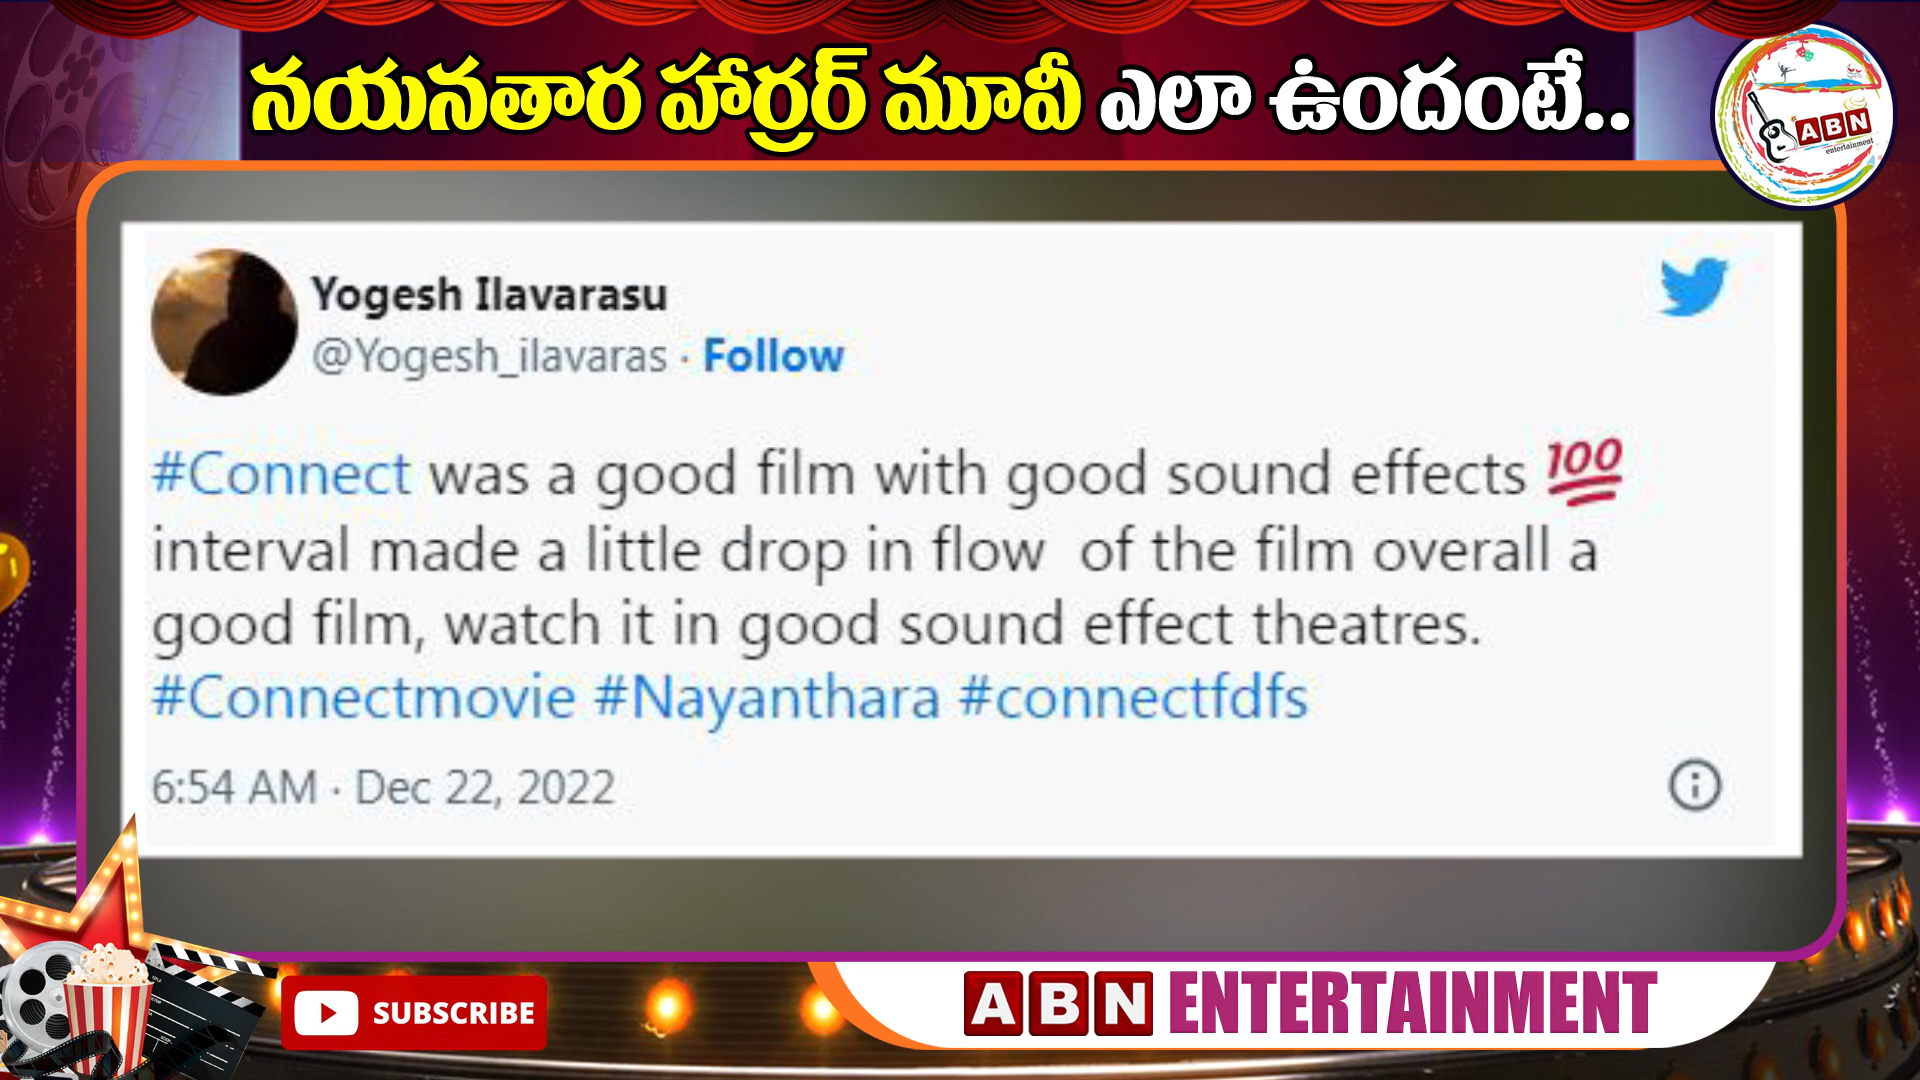 నయనతార హార్రర్ మూవీ ఎలా ఉందంటే..
ABN
entertainment
Yogesh Ilavarasu
@Yogesh_ilavaras · Follow
#Connect was a good film with good sound effects 💯
interval made a little drop in flow  of the film overall a
good film, watch it in good sound effect theatres.
#Connectmovie #Nayanthara #connectfdfs
6:54 AM · Dec 22, 2022
SUBSCRIBE
ABN ENTERTAINMENT